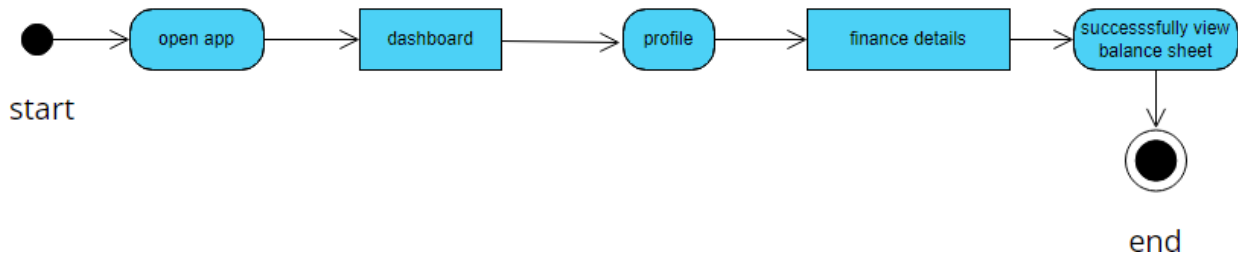 open app
dashboard
profile
finance details
successsfully view
balance sheet
start
end